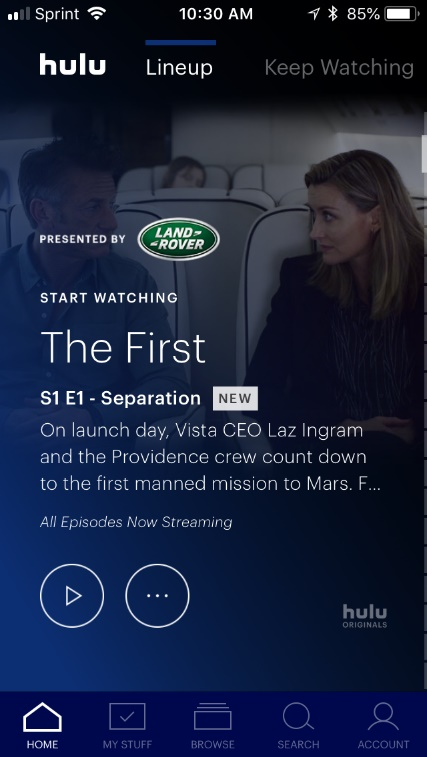 Sprint 10:30 AM 85%
hulu Lineup Keep Watching
PRESENTED BY LAND ROVER
START WATCHING
The First
S1 E1 - Separation NEW
On launch day, Vista CEO Laz Ingram
and the Providence crew count down
to the first manned mission to Mars. F...
All Episodes Now Streaming
hulu
ORIGINALS
HOME MY STUFF BROWSE SEARCH ACCOUNT